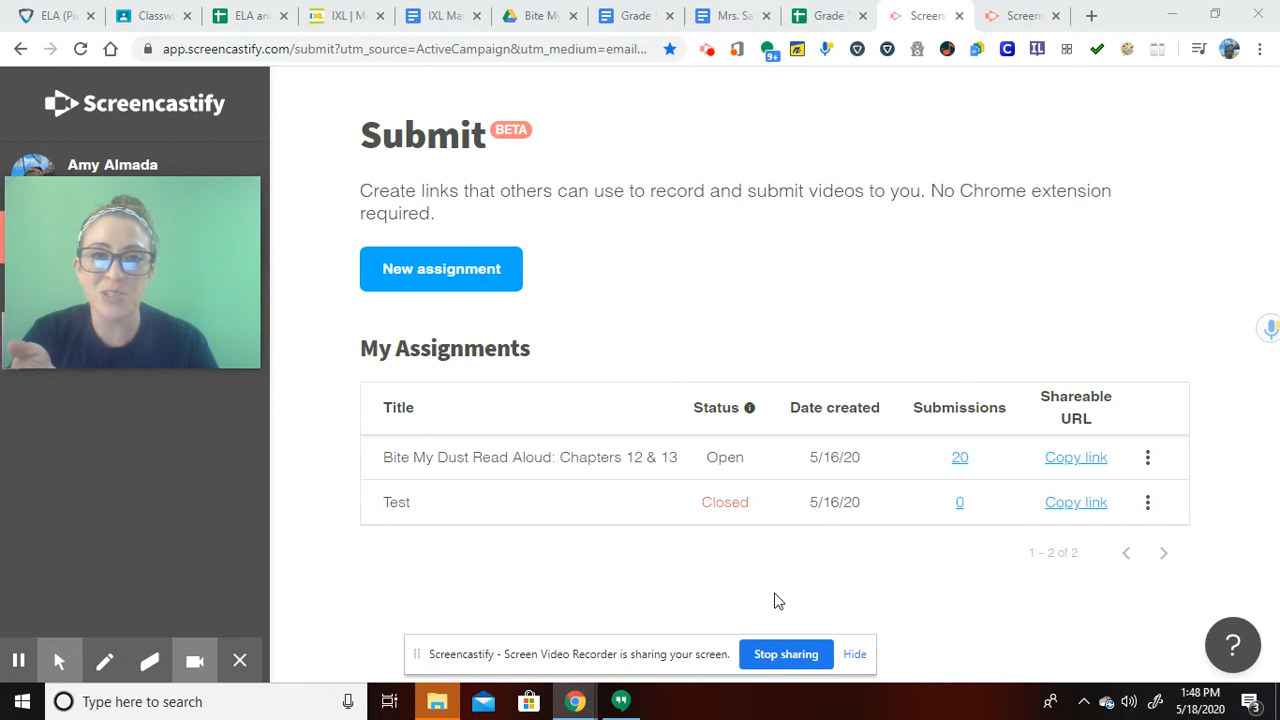 ELA (Pi
Classwo
ELA an
IXL | M
IXL Ma
Bite My
Grade
Mrs. Sa
Grade
Screen
Screen
app.screencastify.com/submit?utm_source=ActiveCampaign&utm_medium=email...
9+
Screencastify
Amy Almada
Submit BETA
Create links that others can use to record and submit videos to you. No Chrome extension
required.
New assignment
My Assignments
Title Status Date created Submissions Shareable URL
Bite My Dust Read Aloud: Chapters 12 & 13 Open 5/16/20 20 Copy link
Test Closed 5/16/20 0 Copy link
1 – 2 of 2
?
Screencastify - Screen Video Recorder is sharing your screen. Stop sharing Hide
Type here to search
1:48 PM
5/18/2020
3